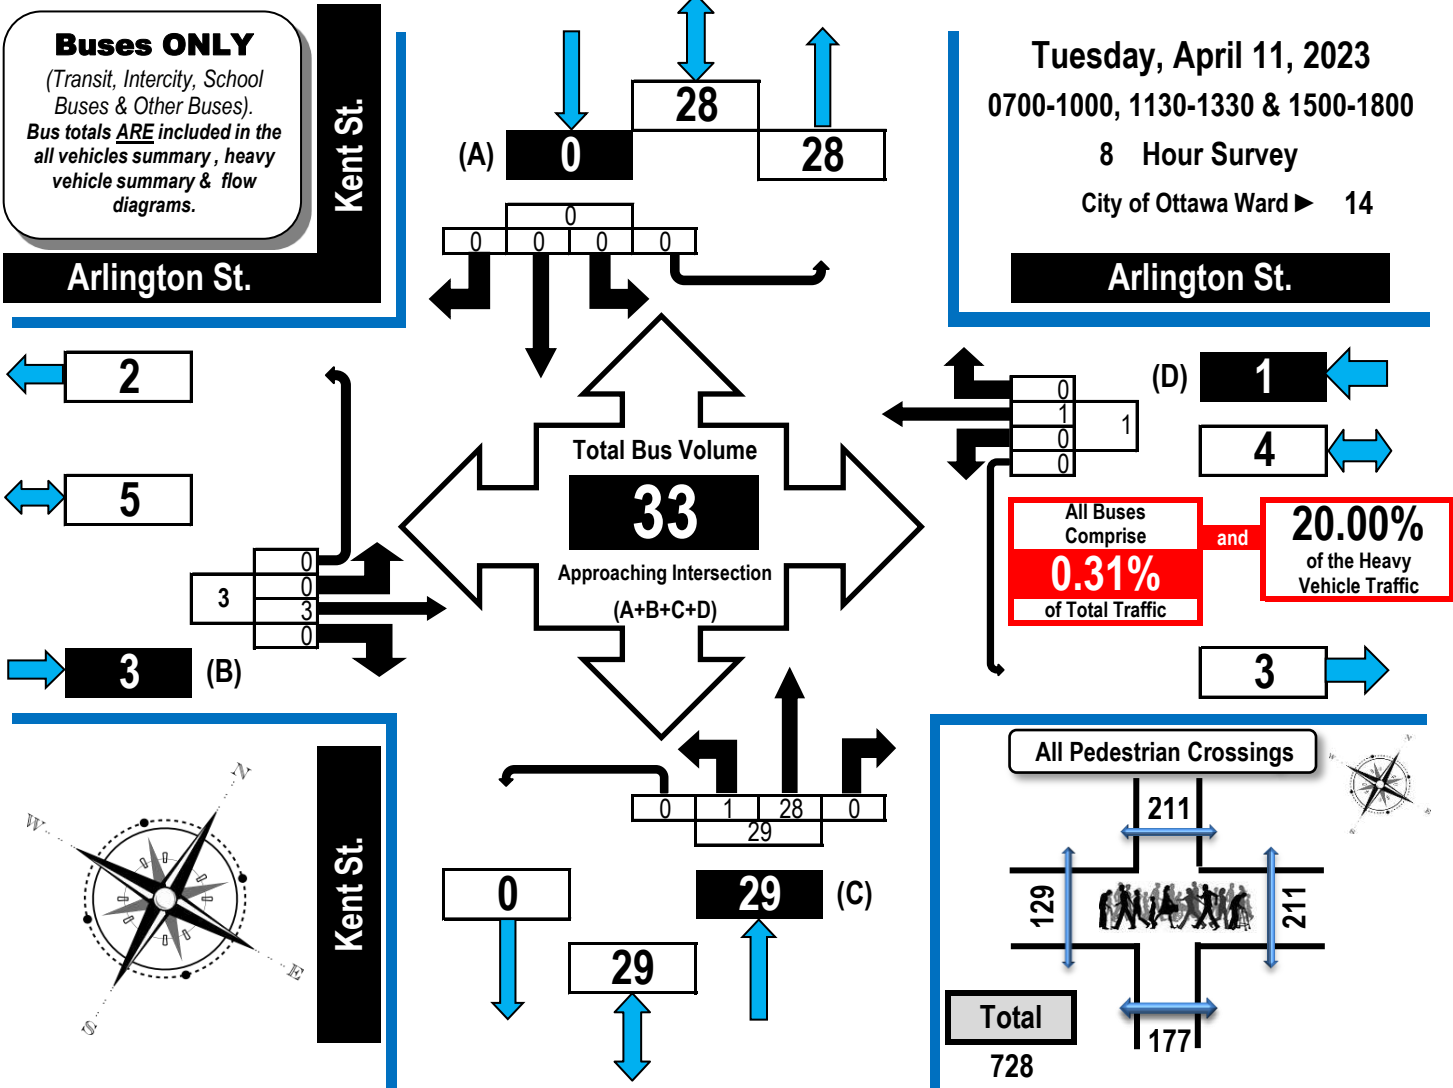 Buses ONLY
(Transit, Intercity, School
Buses & Other Buses).
Bus totals ARE included in the
all vehicles summary , heavy
vehicle summary & flow
diagrams.
Kent St.
Arlington St.
28
(A) 0 28
0
0 0 0 0
Tuesday, April 11, 2023
0700-1000, 1130-1330 & 1500-1800
8 Hour Survey
City of Ottawa Ward ► 14
Arlington St.
2
5
0
0
3
3
0
3 (B)
Total Bus Volume
33
Approaching Intersection
(A+B+C+D)
(D) 1
0
1
1
0
0
4
All Buses
Comprise
0.31%
of Total Traffic
and
20.00%
of the Heavy
Vehicle Traffic
3
Kent St.
N
W
E
S
0 1 28 0
29
0
29 (C)
29
All Pedestrian Crossings
N
W
E
S
211
129
211
177
Total
728